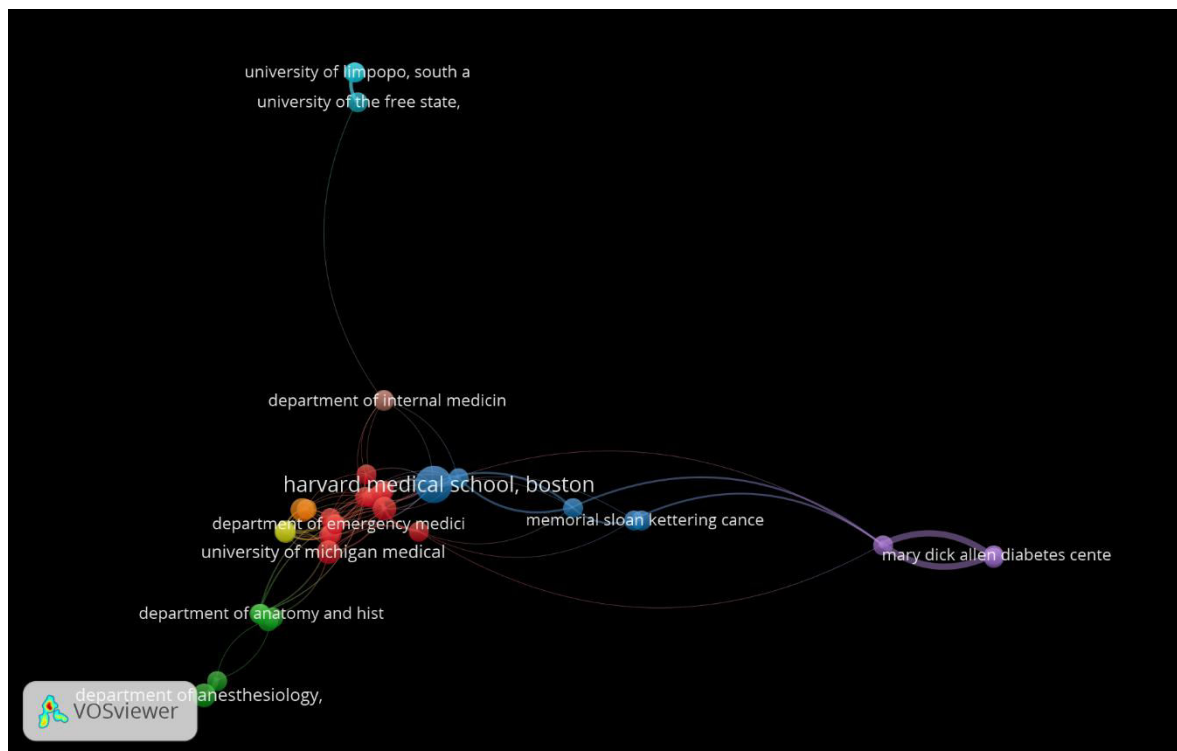 university of limpopo, south a
university of the free state,
department of internal medicin
harvard medical school, boston
memorial sloan kettering cance
department of emergency medici
university of michigan medical
mary dick allen diabetes cente
department of anatomy and hist
department of anesthesiology,
VOSviewer